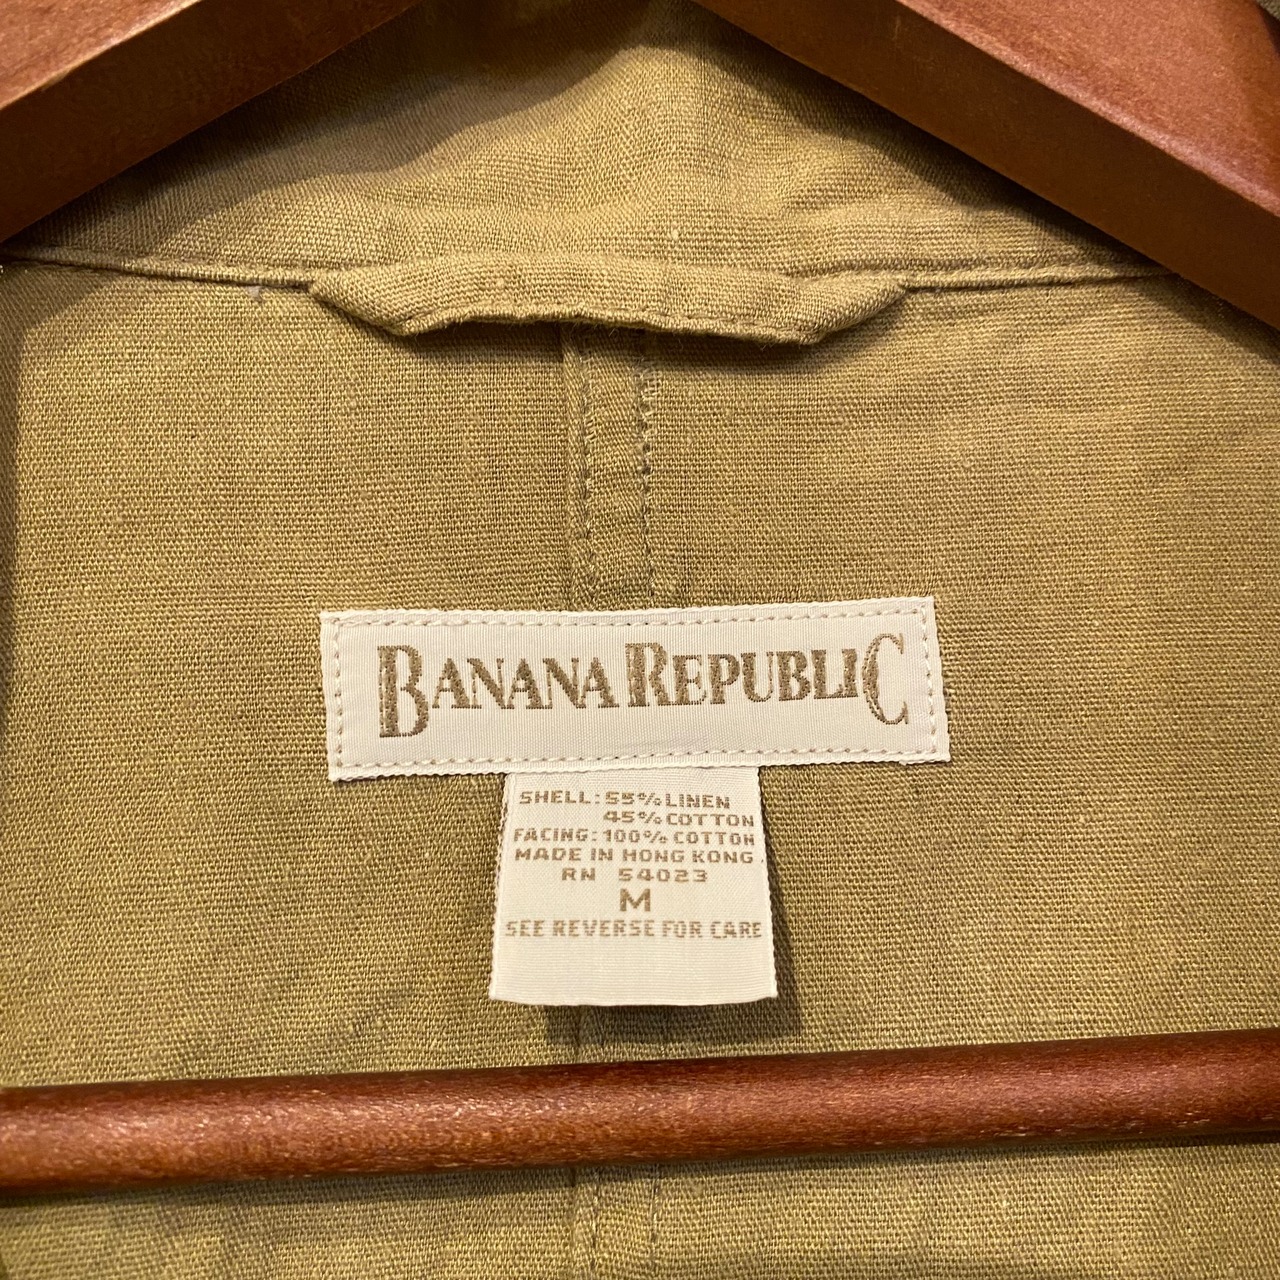 BANANA REPUBLIC
SHELL: 55% LINEN
45% COTTON
FACING: 100% COTTON
MADE IN HONG KONG
RN 54023
M
SEE REVERSE FOR CARE